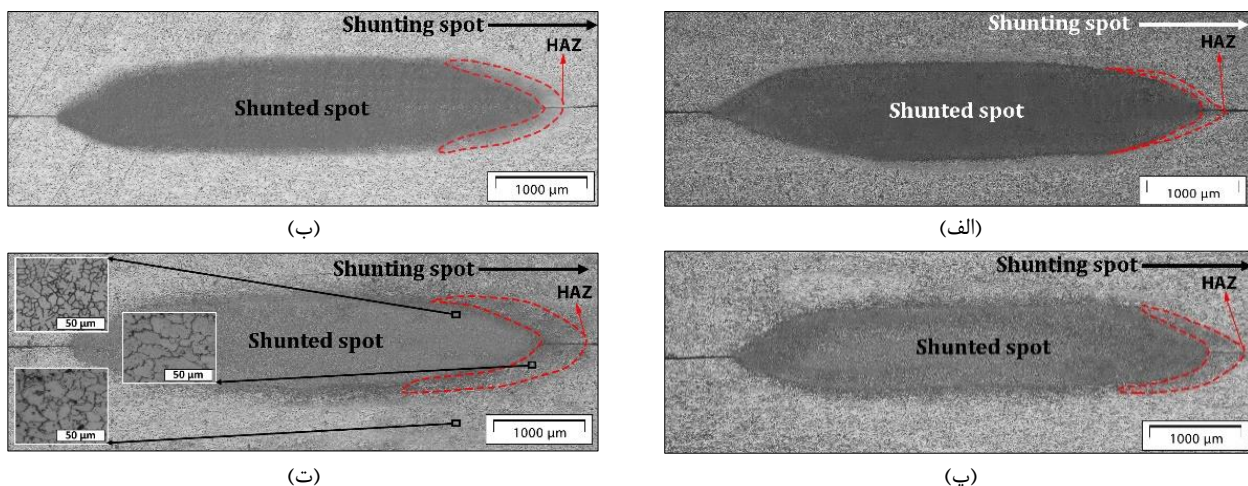 Shunting spot
HAZ
Shunted spot
1000 µm
(الف)
Shunting spot
HAZ
Shunted spot
1000 µm
(ب)
Shunting spot
HAZ
Shunted spot
1000 µm
(پ)
Shunting spot
HAZ
Shunted spot
50 µm
50 µm
50 µm
1000 µm
(ت)